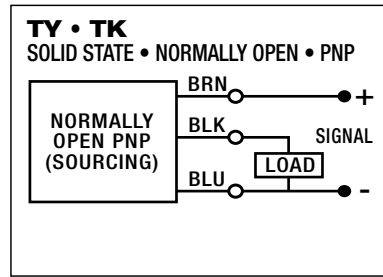 TY • TK
SOLID STATE • NORMALLY OPEN • PNP
NORMALLY
OPEN PNP
(SOURCING)
BRN
+
BLK
SIGNAL
LOAD
BLU
-